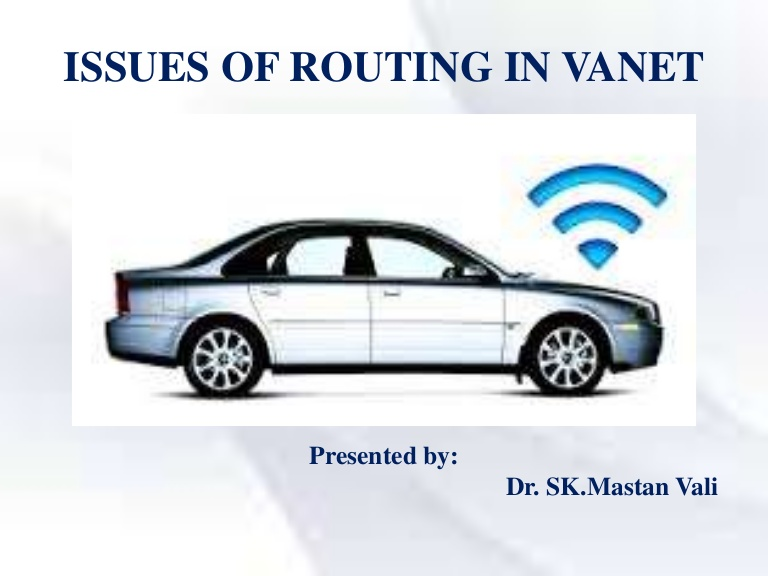 ISSUES OF ROUTING IN VANET
Presented by:
Dr. SK.Mastan Vali